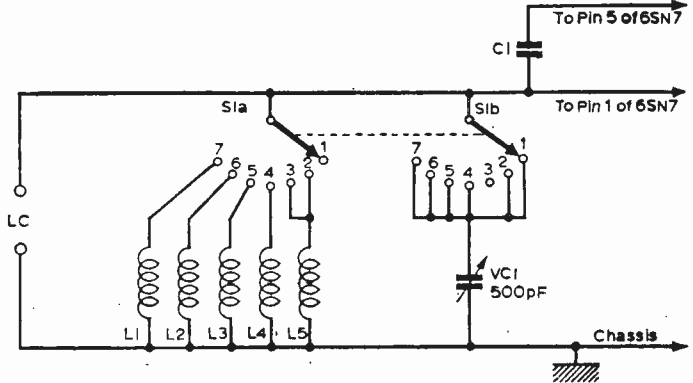 To Pin 5 of 6SN7
C1
To Pin 1 of 6SN7
S1a
S1b
7 6 5 4 3 2 1
7 6 5 4 3 2 1
LC
VC1
500pF
L1 L2 L3 L4 L5
Chassis